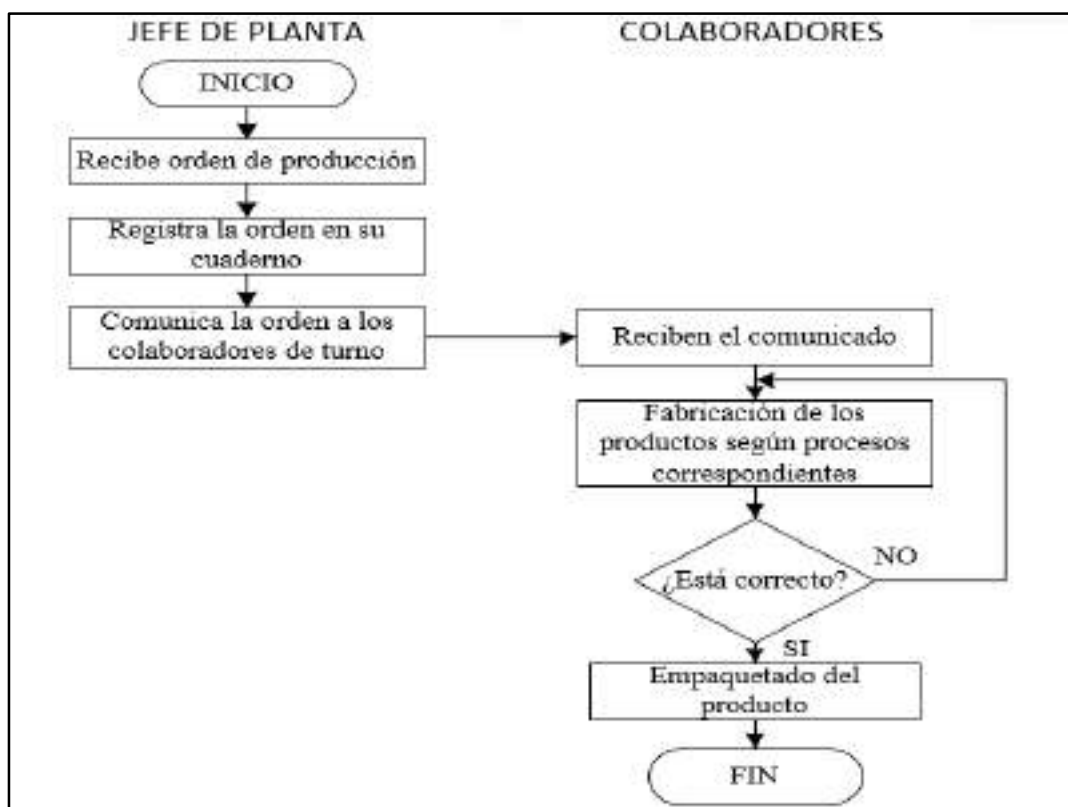 JEFE DE PLANTA
COLABORADORES
INICIO
Recibe orden de producción
Registra la orden en su
cuaderno
Comunica la orden a los
colaboradores de turno
Reciben el comunicado
Fabricación de los
productos según procesos
correspondientes
¿Está correcto?
NO
SI
Empaquetado del
producto
FIN